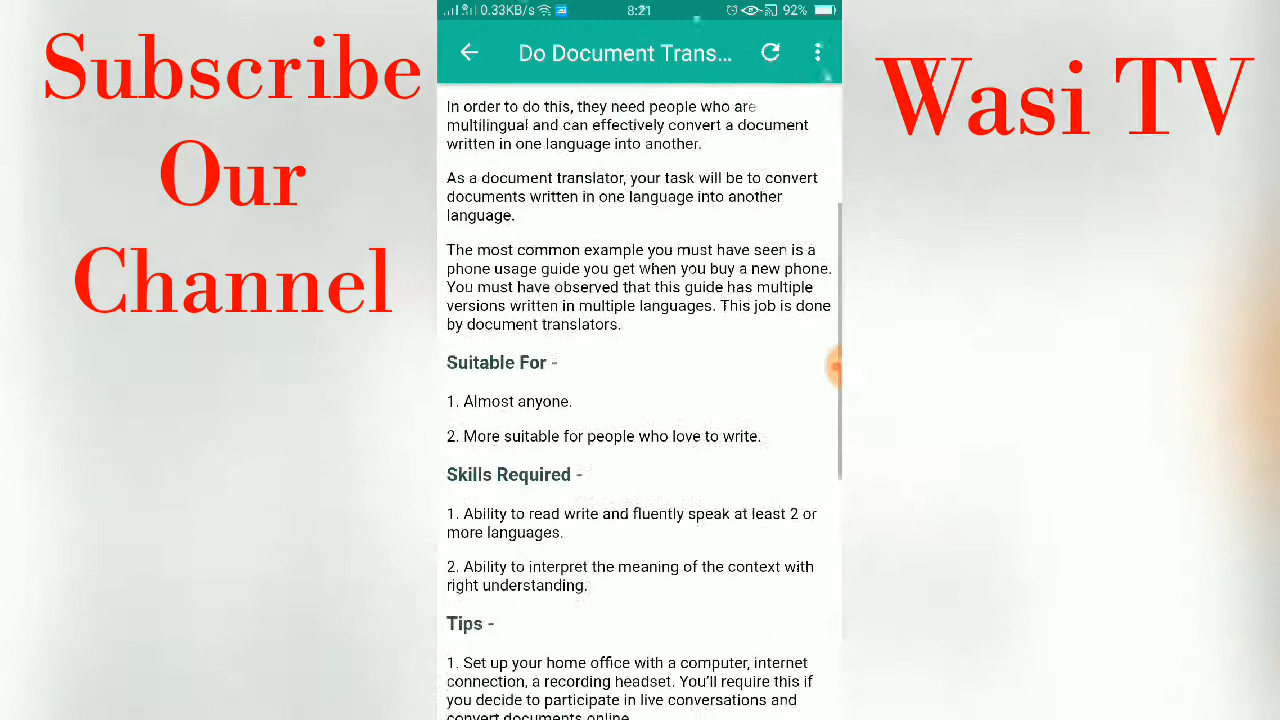 Subscribe
Our
Channel
0.33KB/s
8:21
92%
Do Document Trans...
In order to do this, they need people who are
multilingual and can effectively convert a document
written in one language into another.
As a document translator, your task will be to convert
documents written in one language into another
language.
The most common example you must have seen is a
phone usage guide you get when you buy a new phone.
You must have observed that this guide has multiple
versions written in multiple languages. This job is done
by document translators.
Suitable For -
1. Almost anyone.
2. More suitable for people who love to write.
Skills Required -
1. Ability to read write and fluently speak at least 2 or
more languages.
2. Ability to interpret the meaning of the context with
right understanding.
Tips -
1. Set up your home office with a computer, internet
connection, a recording headset. You'll require this if
you decide to participate in live conversations and
convert documents online
Wasi TV